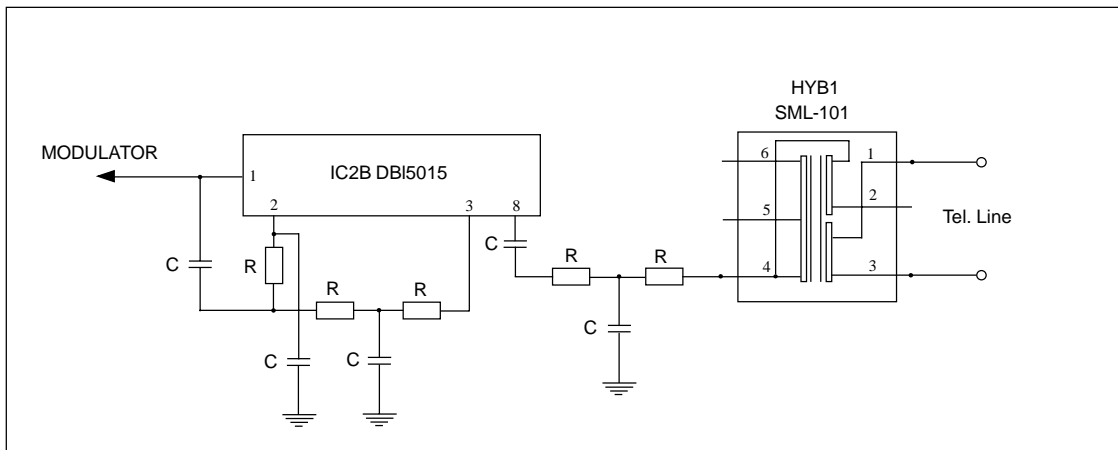 HYB1
SML-101
MODULATOR
IC2B DBI5015
1
2
3
8
6
5
4
1
2
3
Tel. Line
C
R
C
R
R
R
R
C
C
C